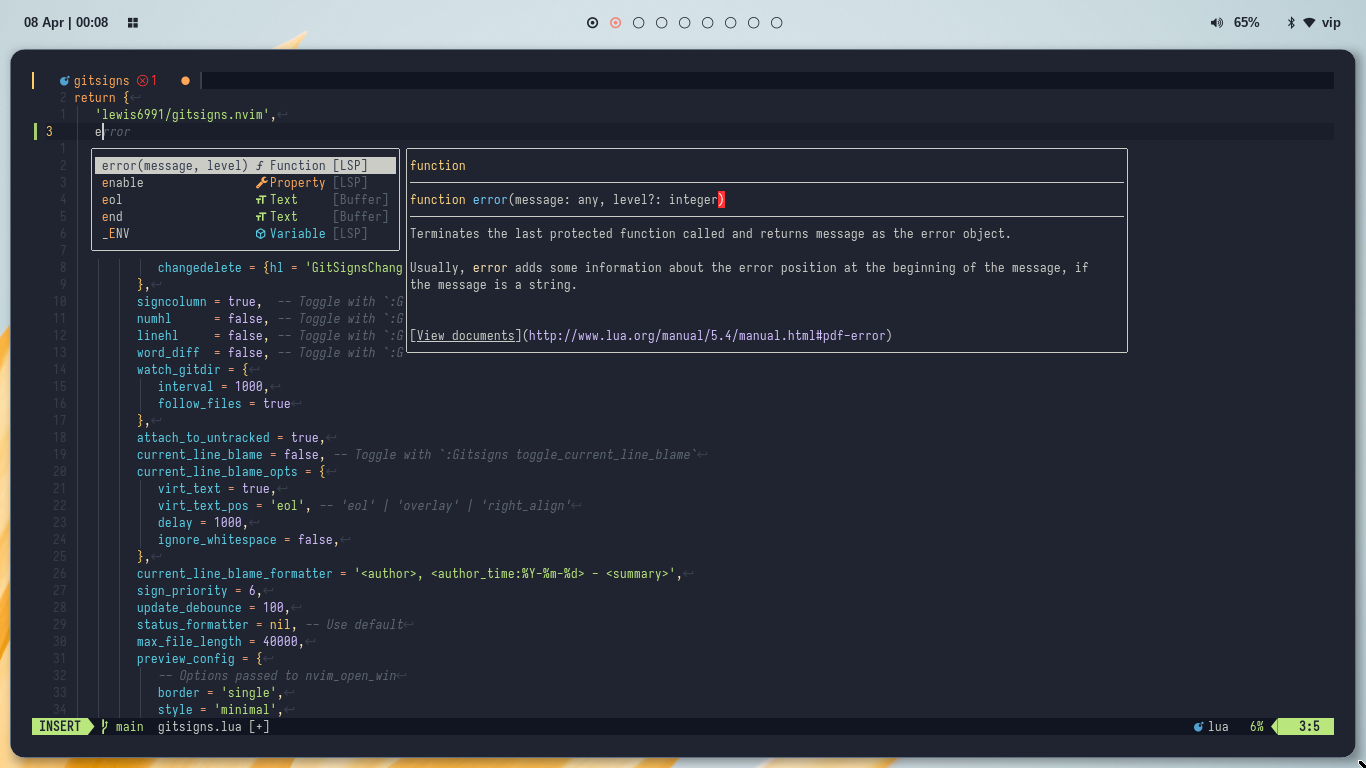 08 Apr | 00:08
65%
vip
gitsigns 1
2 return {
1 'lewis6991/gitsigns.nvim',
3 error
1
2 error(message, level) ƒ Function [LSP]
3 enable Property [LSP]
4 eol Text [Buffer]
5 end Text [Buffer]
6 _ENV Variable [LSP]
7
function
function error(message: any, level?: integer)
Terminates the last protected function called and returns message as the error object.
Usually, error adds some information about the error position at the beginning of the message, if
the message is a string.
[View documents](http://www.lua.org/manual/5.4/manual.html#pdf-error)
8 changedelete = {hl = 'GitSignsChang
9 },
10 signcolumn = true, -- Toggle with `:G
11 numhl = false, -- Toggle with `:G
12 linehl = false, -- Toggle with `:G
13 word_diff = false, -- Toggle with `:G
14 watch_gitdir = {
15 interval = 1000,
16 follow_files = true
17 },
18 attach_to_untracked = true,
19 current_line_blame = false, -- Toggle with `:Gitsigns toggle_current_line_blame`
20 current_line_blame_opts = {
21 virt_text = true,
22 virt_text_pos = 'eol', -- 'eol' | 'overlay' | 'right_align'
23 delay = 1000,
24 ignore_whitespace = false,
25 },
26 current_line_blame_formatter = '<author>, <author_time:%Y-%m-%d> - <summary>',
27 sign_priority = 6,
28 update_debounce = 100,
29 status_formatter = nil, -- Use default
30 max_file_length = 40000,
31 preview_config = {
32 -- Options passed to nvim_open_win
33 border = 'single',
34 style = 'minimal',
INSERT main gitsigns.lua [+] lua 6% 3:5